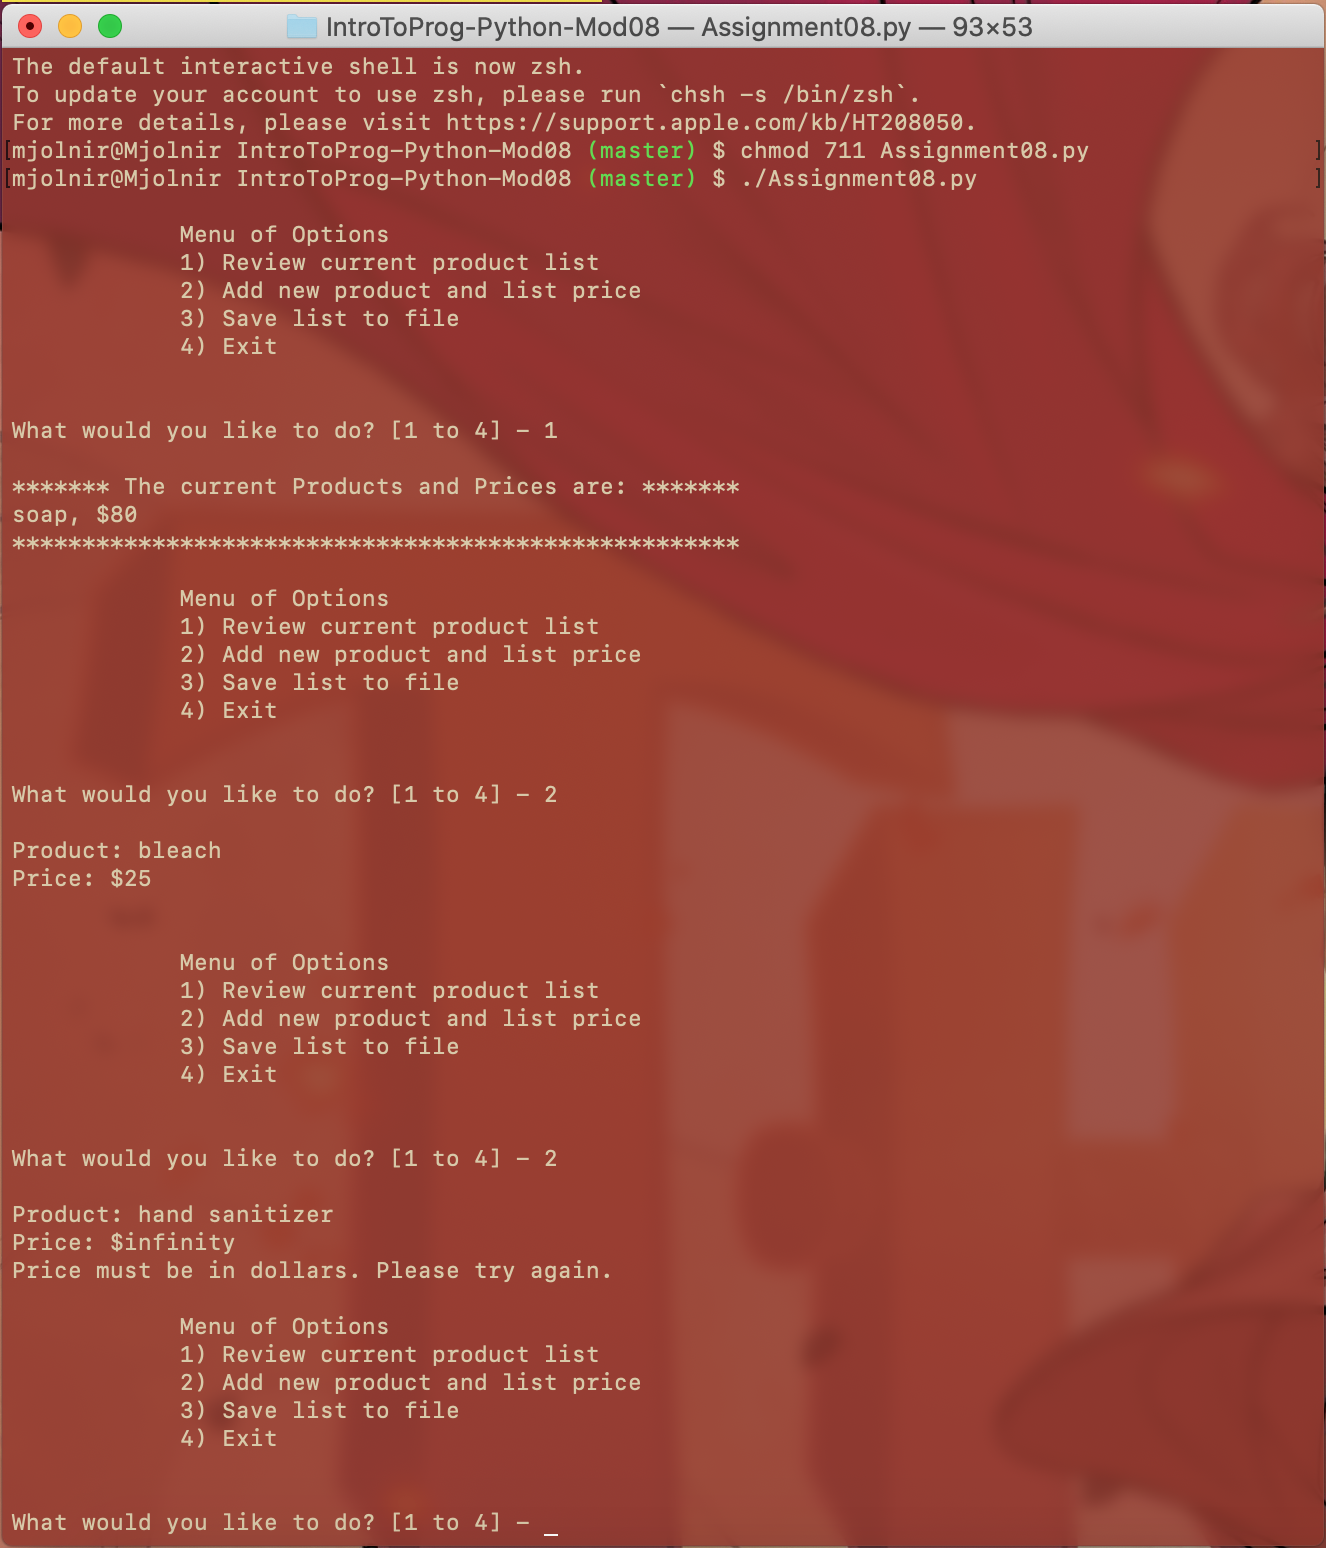 IntroToProg-Python-Mod08 — Assignment08.py — 93×53
The default interactive shell is now zsh.
To update your account to use zsh, please run `chsh -s /bin/zsh`.
For more details, please visit https://support.apple.com/kb/HT208050.
[mjolnir@Mjolnir IntroToProg-Python-Mod08 (master) $ chmod 711 Assignment08.py ]
[mjolnir@Mjolnir IntroToProg-Python-Mod08 (master) $ ./Assignment08.py ]
Menu of Options
1) Review current product list
2) Add new product and list price
3) Save list to file
4) Exit
What would you like to do? [1 to 4] - 1
******* The current Products and Prices are: *******
soap, $80
****************************************************
Menu of Options
1) Review current product list
2) Add new product and list price
3) Save list to file
4) Exit
What would you like to do? [1 to 4] - 2
Product: bleach
Price: $25
Menu of Options
1) Review current product list
2) Add new product and list price
3) Save list to file
4) Exit
What would you like to do? [1 to 4] - 2
Product: hand sanitizer
Price: $infinity
Price must be in dollars. Please try again.
Menu of Options
1) Review current product list
2) Add new product and list price
3) Save list to file
4) Exit
What would you like to do? [1 to 4] - _